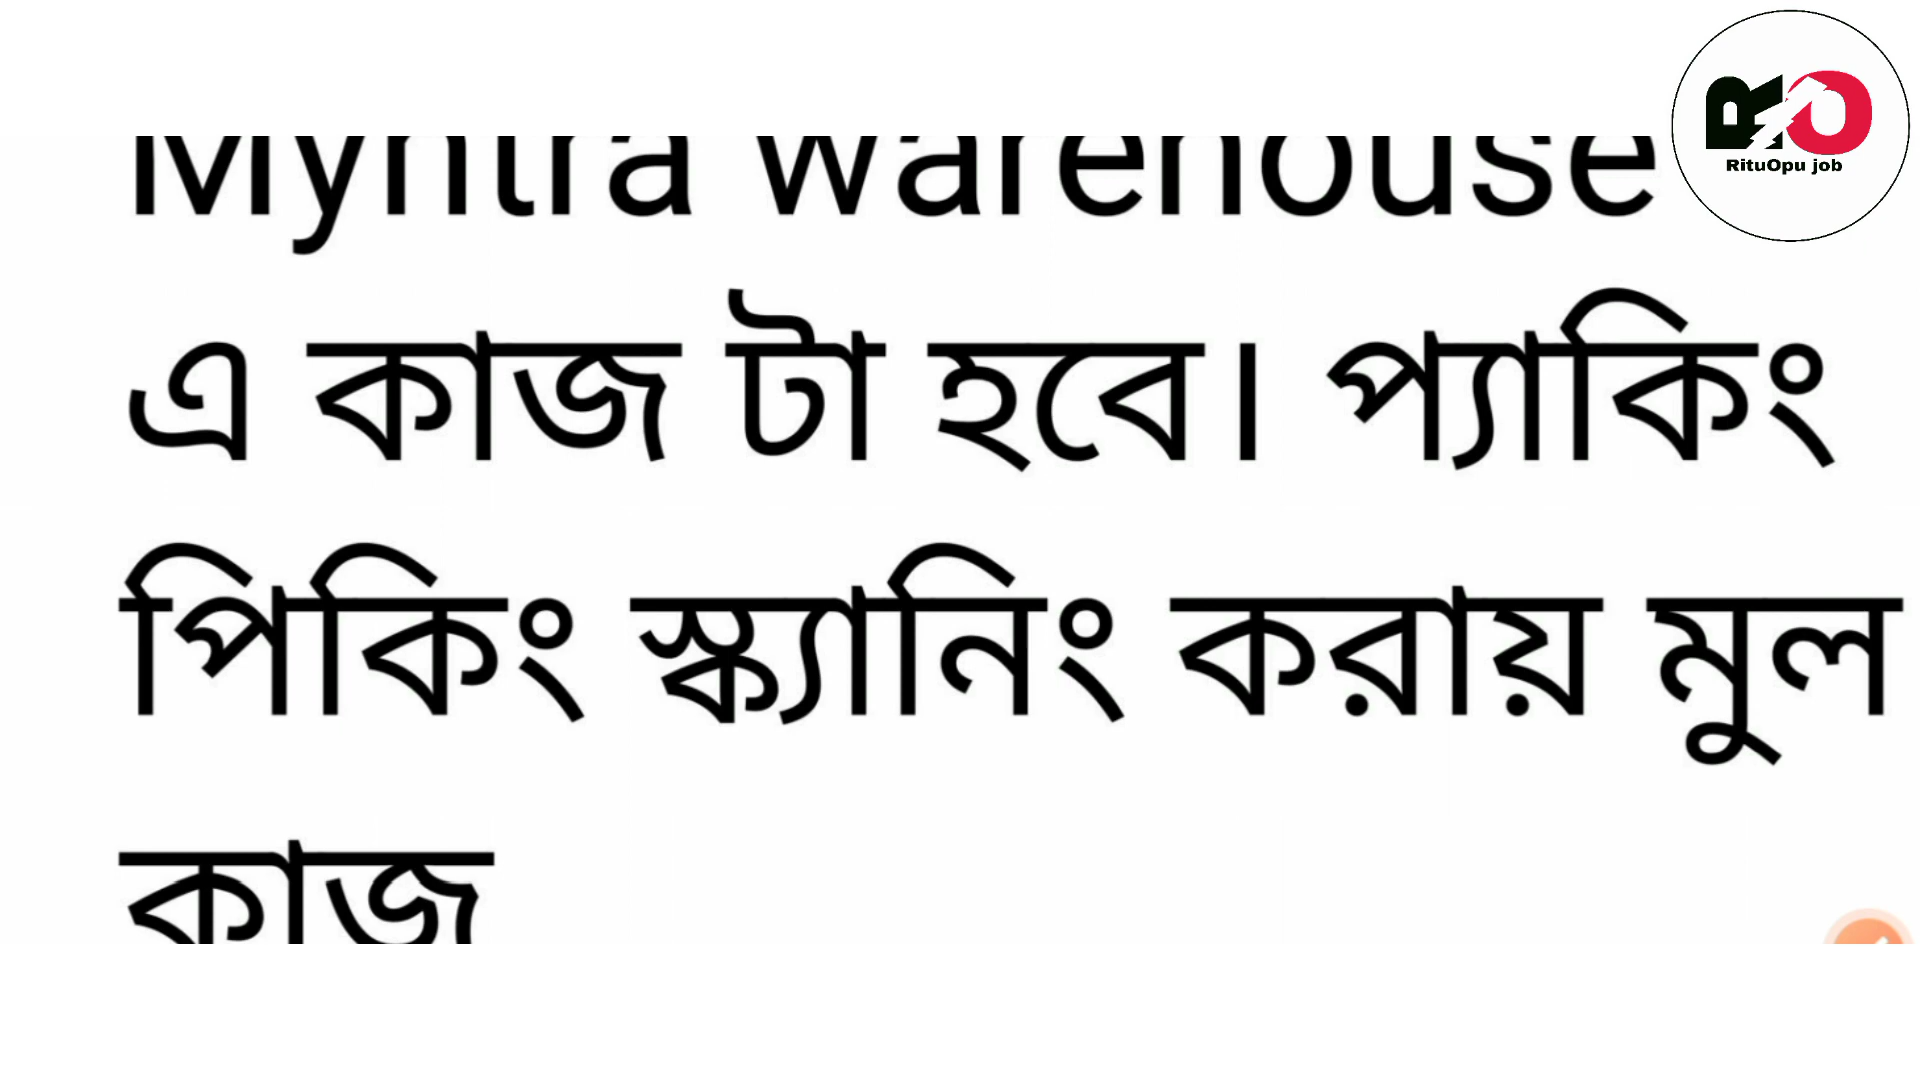 Myntra warehouse
RituOpu job
এ কাজ টা হবে। প্যাকিং
পিকিং স্ক্যানিং করায় মুল
কাজ